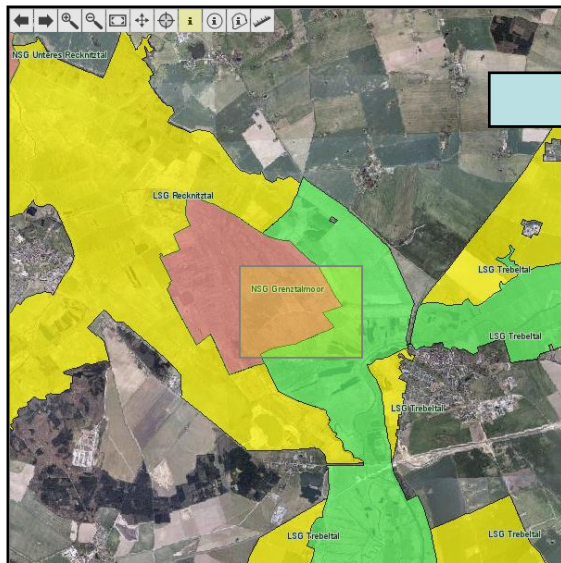 NSG Unteres Recknitztal
LSG Recknitztal
LSG Trebeltal
NSG Grenztalmoor
LSG Trebeltal
LSG Trebeltal
LSG Trebeltal
LSG Trebeltal